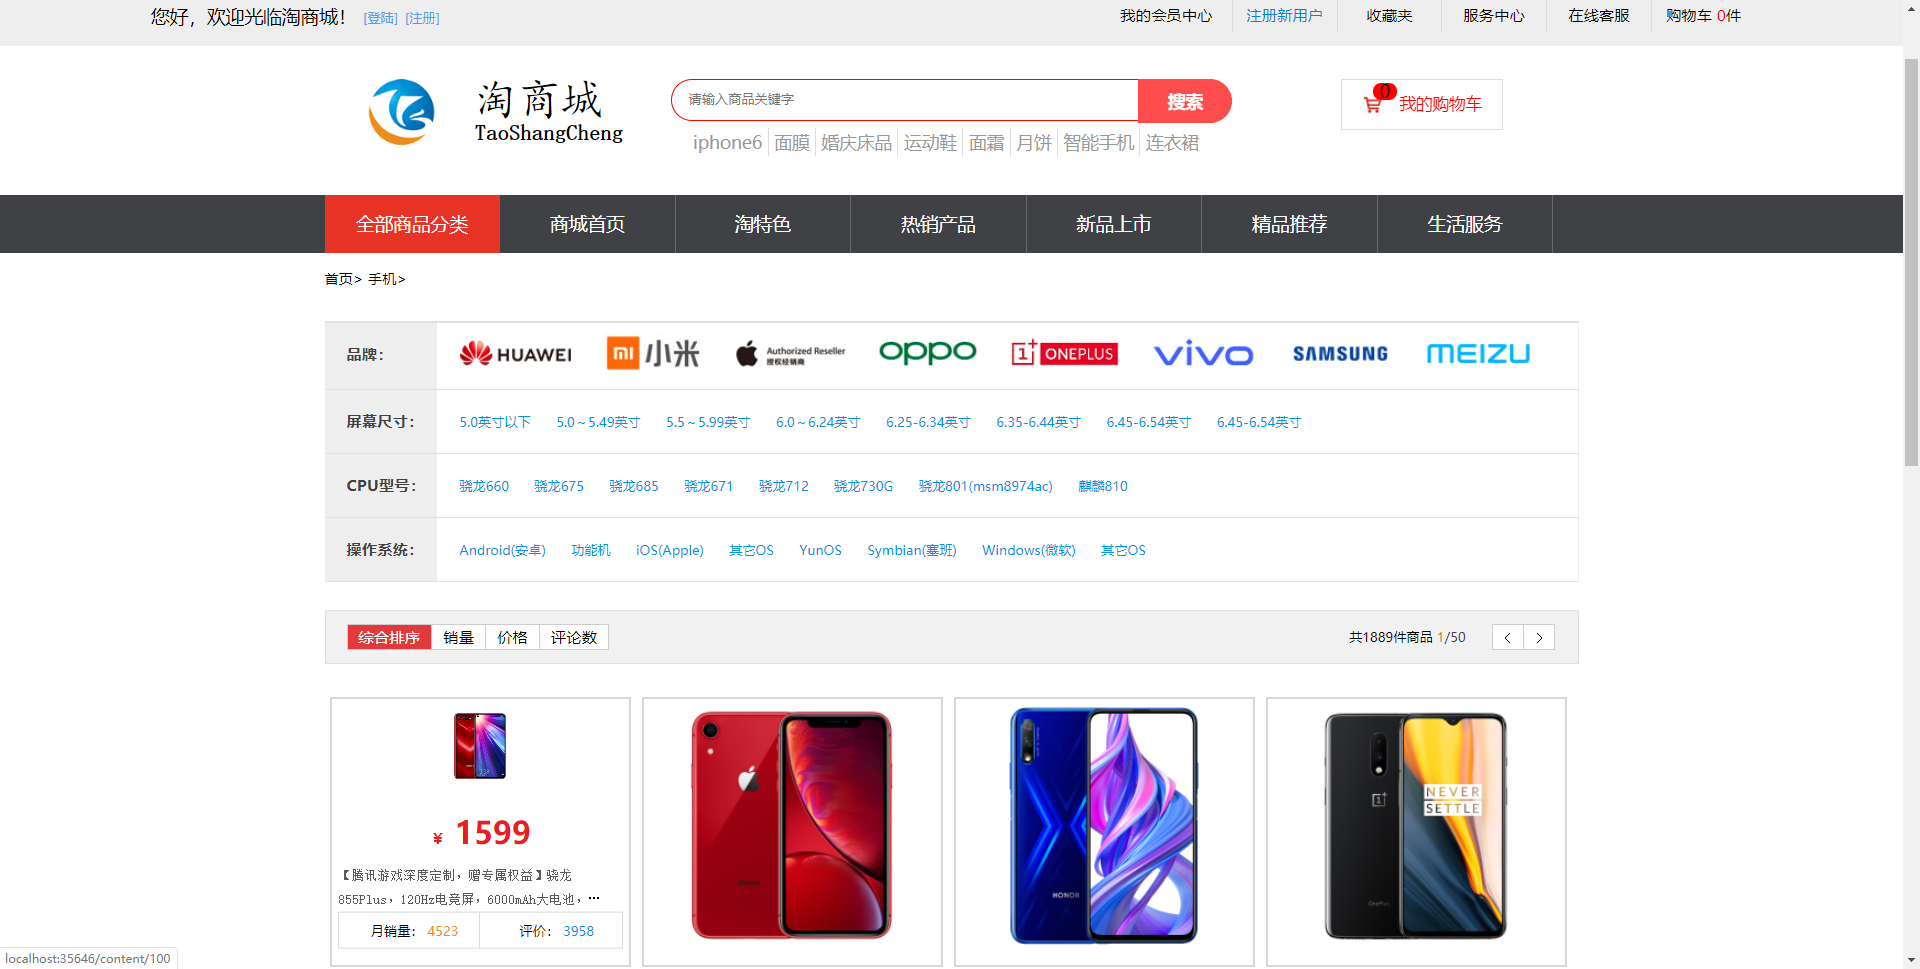 您好，欢迎光临淘商城！ [登陆] [注册]
我的会员中心 注册新用户 收藏夹 服务中心 在线客服 购物车 0件
淘商城
TaoShangCheng
请输入商品关键字 搜索
0 我的购物车
iphone6 面膜 婚庆床品 运动鞋 面霜 月饼 智能手机 连衣裙
全部商品分类 商城首页 淘特色 热销产品 新品上市 精品推荐 生活服务
首页> 手机>
品牌： HUAWEI 小米 Authorized Reseller 授权经销商 oppo 1+ ONEPLUS vivo SAMSUNG MEIZU
屏幕尺寸： 5.0英寸以下 5.0～5.49英寸 5.5～5.99英寸 6.0～6.24英寸 6.25-6.34英寸 6.35-6.44英寸 6.45-6.54英寸 6.45-6.54英寸
CPU型号： 骁龙660 骁龙675 骁龙685 骁龙671 骁龙712 骁龙730G 骁龙801(msm8974ac) 麒麟810
操作系统： Android(安卓) 功能机 iOS(Apple) 其它OS YunOS Symbian(塞班) Windows(微软) 其它OS
综合排序 销量 价格 评论数 共1889件商品 1/50 < >
¥ 1599
【腾讯游戏深度定制，赠专属权益】骁龙
855Plus，120Hz电竞屏，6000mAh大电池，···
月销量： 4523 评价： 3958
HONOR
NEVER
SETTLE
OnePlus
localhost:35646/content/100